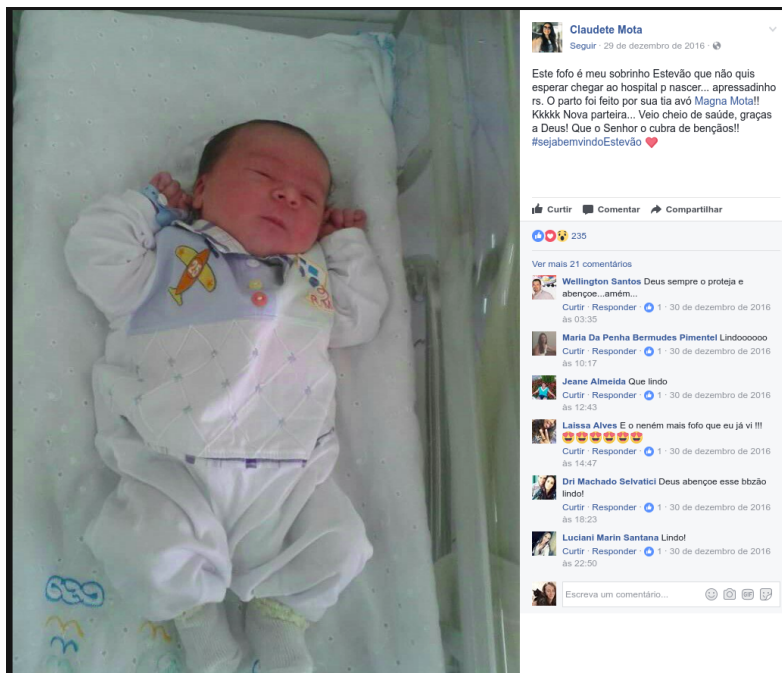 Claudete Mota
Seguir · 29 de dezembro de 2016 ·
Este fofo é meu sobrinho Estevão que não quis
esperar chegar ao hospital p nascer... apressadinho
rs. O parto foi feito por sua tia avó Magna Mota!!
Kkkkk Nova parteira... Veio cheio de saúde, graças
a Deus! Que o Senhor o cubra de bençãos!!
#sejabemvindoEstevão
Curtir Comentar Compartilhar
235
Ver mais 21 comentários
Wellington Santos Deus sempre o proteja e
abençoe...amém...
Curtir · Responder · 1 · 30 de dezembro de 2016
às 03:35
Maria Da Penha Bermudes Pimentel Lindoooooo
Curtir · Responder · 1 · 30 de dezembro de 2016
às 10:17
Jeane Almeida Que lindo
Curtir · Responder · 1 · 30 de dezembro de 2016
às 12:43
Laissa Alves E o neném mais fofo que eu já vi !!!
Curtir · Responder · 1 · 30 de dezembro de 2016
às 14:47
Dri Machado Selvatici Deus abençoe esse bbzão
lindo!
Curtir · Responder · 1 · 30 de dezembro de 2016
às 18:23
Luciani Marin Santana Lindo!
Curtir · Responder · 1 · 30 de dezembro de 2016
às 22:50
Escreva um comentário...
GIF